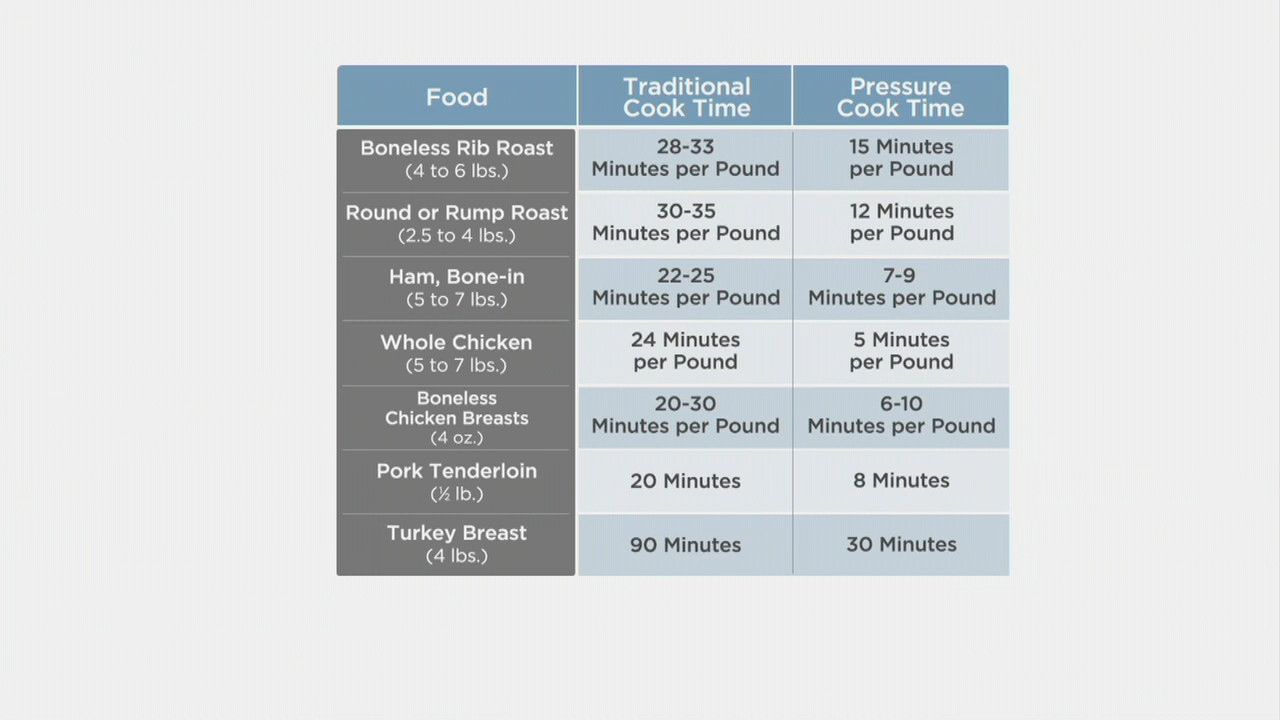 Food
Traditional
Cook Time
Pressure
Cook Time
Boneless Rib Roast
(4 to 6 lbs.)
28-33
Minutes per Pound
15 Minutes
per Pound
Round or Rump Roast
(2.5 to 4 lbs.)
30-35
Minutes per Pound
12 Minutes
per Pound
Ham, Bone-in
(5 to 7 lbs.)
22-25
Minutes per Pound
7-9
Minutes per Pound
Whole Chicken
(5 to 7 lbs.)
24 Minutes
per Pound
5 Minutes
per Pound
Boneless
Chicken Breasts
(4 oz.)
20-30
Minutes per Pound
6-10
Minutes per Pound
Pork Tenderloin
(½ lb.)
20 Minutes
8 Minutes
Turkey Breast
(4 lbs.)
90 Minutes
30 Minutes